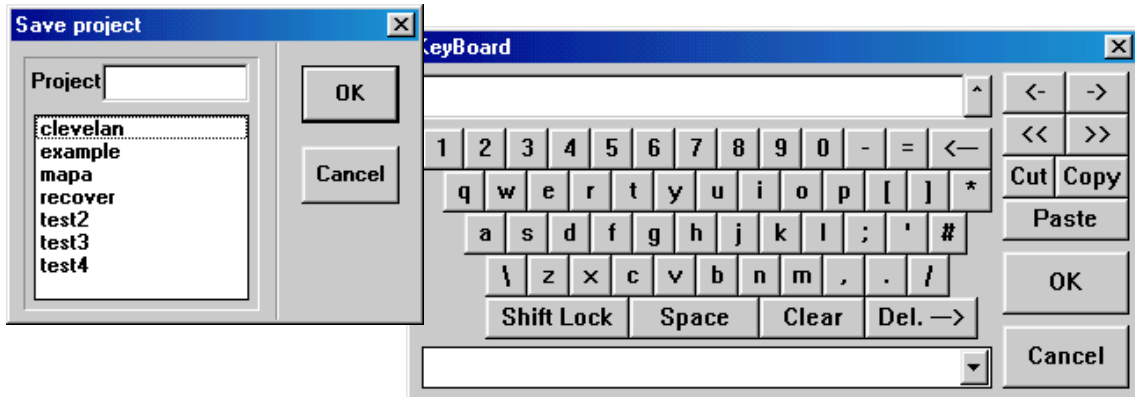 Save project
Project
OK
clevelan
example
mapa
recover
test2
test3
test4
Cancel
KeyBoard
^
<- ->
<< >>
1 2 3 4 5 6 7 8 9 0 - = <—
Cut Copy
q w e r t y u i o p [ ] *
Paste
a s d f g h j k l ; ' #
\ z x c v b n m , . /
OK
Shift Lock Space Clear Del. —>
Cancel